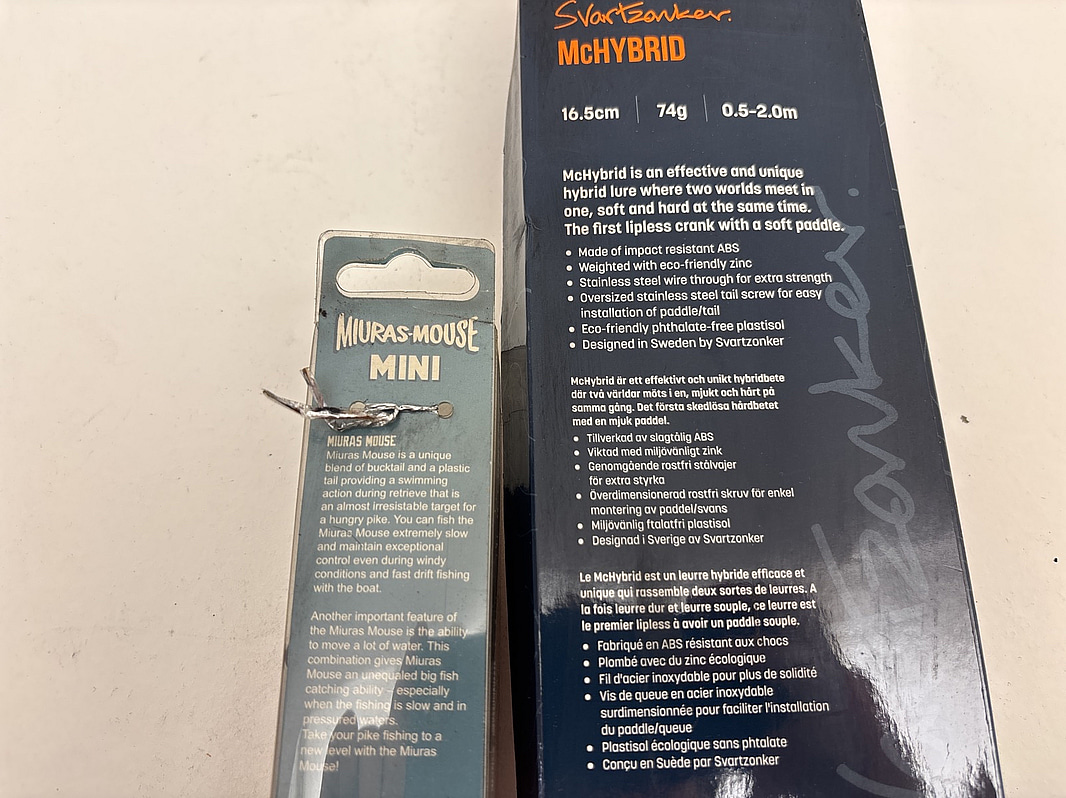 MIURAS-MOUSE
MINI
MIURAS MOUSE
Miuras Mouse is a unique
blend of bucktail and a plastic
tail providing a swimming
action during retrieve that is
an almost irresistable target for
a hungry pike. You can fish the
Miuras Mouse extremely slow
and maintain exceptional
control even during windy
conditions and fast drift fishing
with the boat.
Another important feature of
the Miuras Mouse is the ability
to move a lot of water. This
combination gives Miuras
Mouse an unequaled big fish
catching ability – especially
when the fishing is slow and in
pressured waters.
Take your pike fishing to a
new level with the Miuras
Mouse!
Svartzonker.
McHYBRID
16.5cm 74g 0.5-2.0m
McHybrid is an effective and unique
hybrid lure where two worlds meet in
one, soft and hard at the same time.
The first lipless crank with a soft paddle.
• Made of impact resistant ABS
• Weighted with eco-friendly zinc
• Stainless steel wire through for extra strength
• Oversized stainless steel tail screw for easy
installation of paddle/tail
• Eco-friendly phthalate-free plastisol
• Designed in Sweden by Svartzonker
McHybrid är ett effektivt och unikt hybridbete
där två världar möts i en, mjukt och hårt på
samma gång. Det första skedlösa hårdbetet
med en mjuk paddel.
• Tillverkad av slagtålig ABS
• Viktad med miljövänligt zink
• Genomgående rostfri stålvajer
för extra styrka
• Överdimensionerad rostfri skruv för enkel
montering av paddel/svans
• Miljövänlig ftalatfri plastisol
• Designad i Sverige av Svartzonker
Le McHybrid est un leurre hybride efficace et
unique qui rassemble deux sortes de leurres. A
la fois leurre dur et leurre souple, ce leurre est
le premier lipless à avoir un paddle souple.
• Fabriqué en ABS résistant aux chocs
• Plombé avec du zinc écologique
• Fil d'acier inoxydable pour plus de solidité
• Vis de queue en acier inoxydable
surdimensionnée pour faciliter l'installation
du paddle/queue
• Plastisol écologique sans phtalate
• Conçu en Suède par Svartzonker